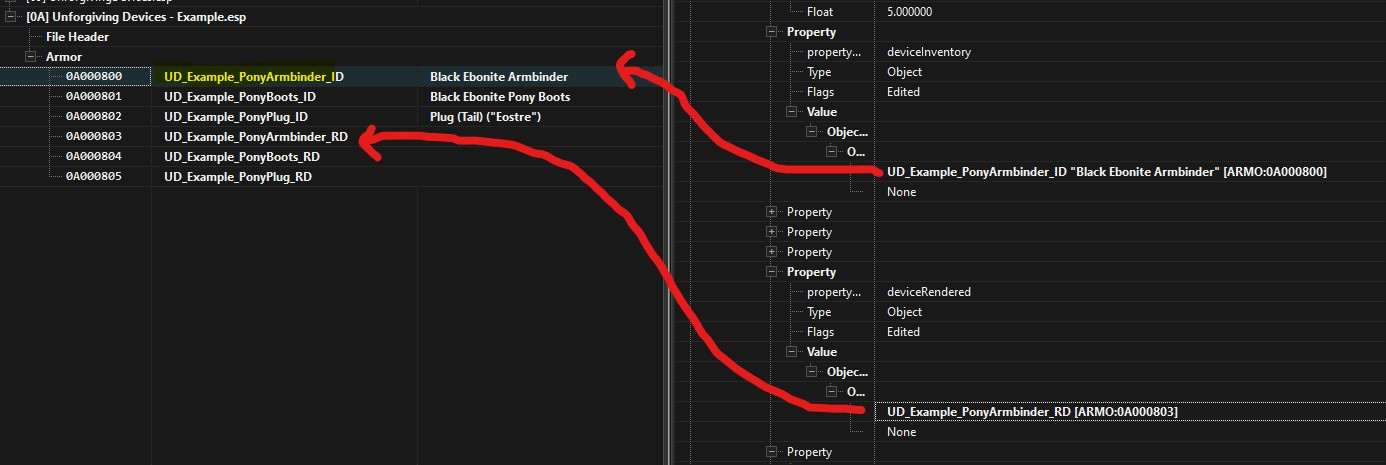 [0A] Unforgiving Devices - Example.esp
File Header
Armor
0A000800 UD_Example_PonyArmbinder_ID Black Ebonite Armbinder
0A000801 UD_Example_PonyBoots_ID Black Ebonite Pony Boots
0A000802 UD_Example_PonyPlug_ID Plug (Tail) ("Eostre")
0A000803 UD_Example_PonyArmbinder_RD
0A000804 UD_Example_PonyBoots_RD
0A000805 UD_Example_PonyPlug_RD
Float 5.000000
Property
property... deviceInventory
Type Object
Flags Edited
Value
Objec...
O...
UD_Example_PonyArmbinder_ID "Black Ebonite Armbinder" [ARMO:0A000800]
None
Property
Property
Property
Property
property... deviceRendered
Type Object
Flags Edited
Value
Objec...
O...
UD_Example_PonyArmbinder_RD [ARMO:0A000803]
None
Property